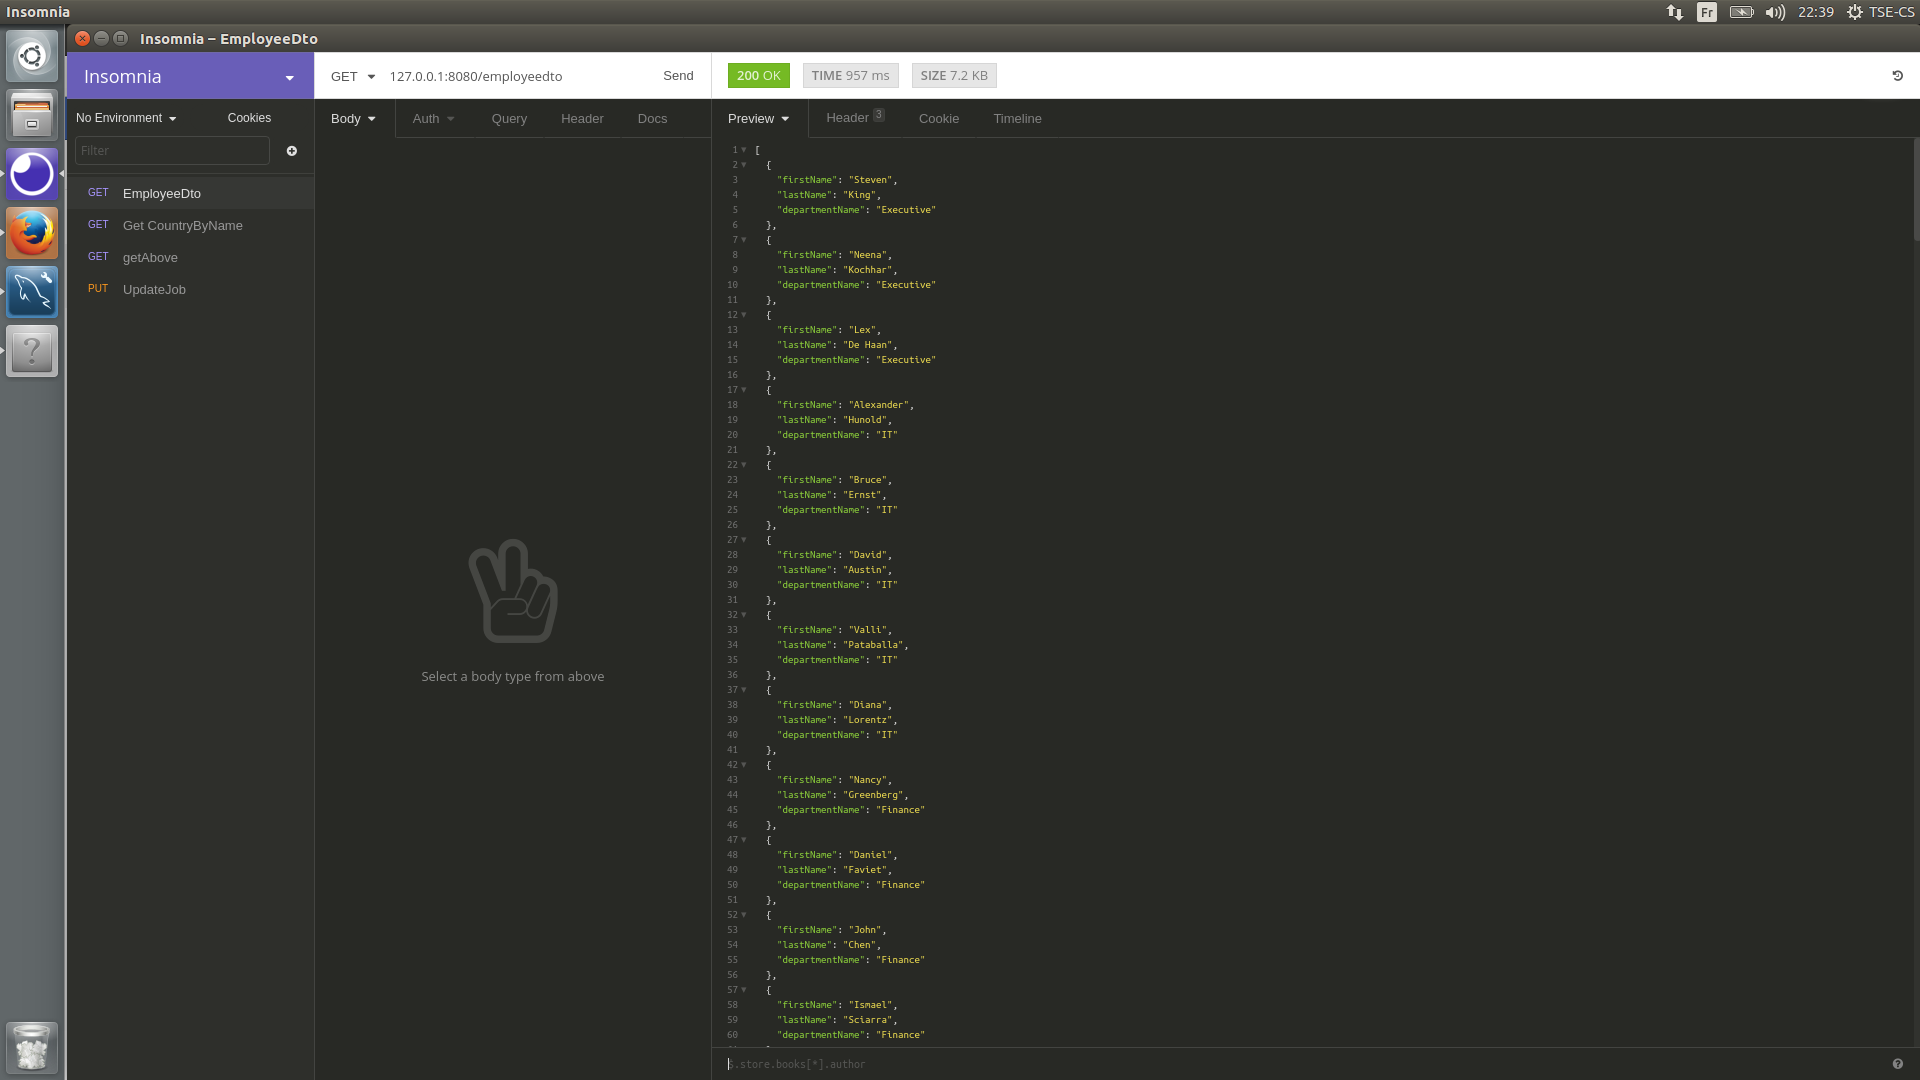 Insomnia
Fr
22:39
TSE-CS
Insomnia – EmployeeDto
Insomnia
GET
127.0.0.1:8080/employeedto
Send
200 OK
TIME 957 ms
SIZE 7.2 KB
No Environment
Cookies
Body
Auth
Query
Header
Docs
Preview
Header 3
Cookie
Timeline
Filter
GET EmployeeDto
GET Get CountryByName
GET getAbove
PUT UpdateJob
Select a body type from above
1 [
2 {
3 "firstName": "Steven",
4 "lastName": "King",
5 "departmentName": "Executive"
6 },
7 {
8 "firstName": "Neena",
9 "lastName": "Kochhar",
10 "departmentName": "Executive"
11 },
12 {
13 "firstName": "Lex",
14 "lastName": "De Haan",
15 "departmentName": "Executive"
16 },
17 {
18 "firstName": "Alexander",
19 "lastName": "Hunold",
20 "departmentName": "IT"
21 },
22 {
23 "firstName": "Bruce",
24 "lastName": "Ernst",
25 "departmentName": "IT"
26 },
27 {
28 "firstName": "David",
29 "lastName": "Austin",
30 "departmentName": "IT"
31 },
32 {
33 "firstName": "Valli",
34 "lastName": "Pataballa",
35 "departmentName": "IT"
36 },
37 {
38 "firstName": "Diana",
39 "lastName": "Lorentz",
40 "departmentName": "IT"
41 },
42 {
43 "firstName": "Nancy",
44 "lastName": "Greenberg",
45 "departmentName": "Finance"
46 },
47 {
48 "firstName": "Daniel",
49 "lastName": "Faviet",
50 "departmentName": "Finance"
51 },
52 {
53 "firstName": "John",
54 "lastName": "Chen",
55 "departmentName": "Finance"
56 },
57 {
58 "firstName": "Ismael",
59 "lastName": "Sciarra",
60 "departmentName": "Finance"
$.store.books[*].author